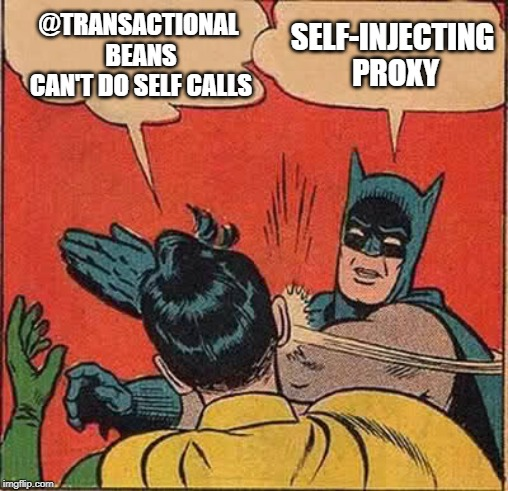 @TRANSACTIONAL
BEANS
CAN'T DO SELF CALLS
SELF-INJECTING
PROXY
imgflip.com